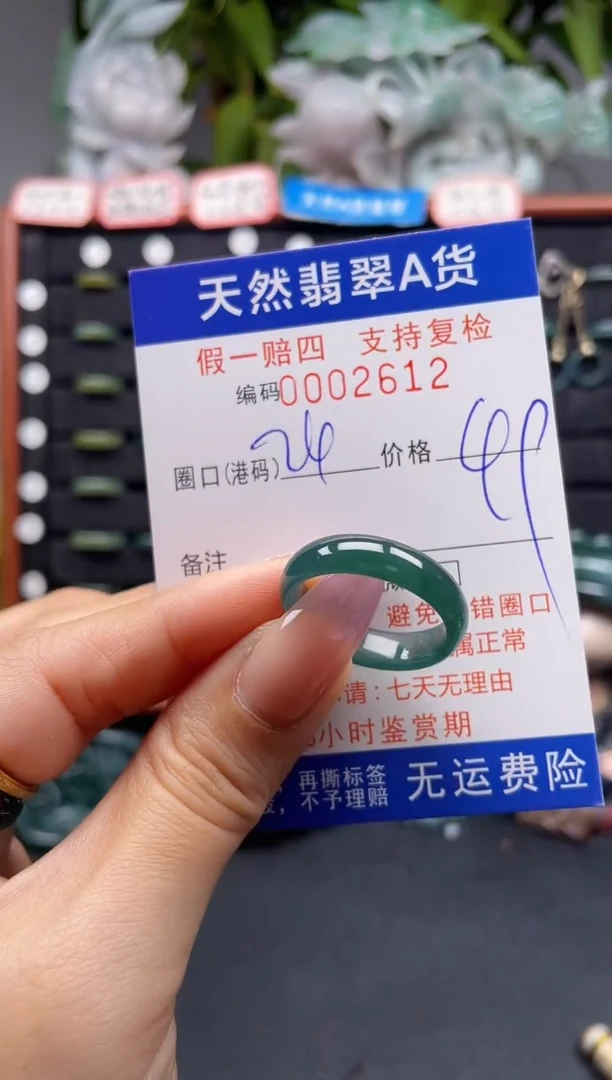 天然翡翠A货
假一赔四 支持复检
编码0002612
圈口(港码) 24 价格 49
备注
避免 错圈口
属正常
请:七天无理由
小时鉴赏期
再撕标签
,不予理赔
无运费险